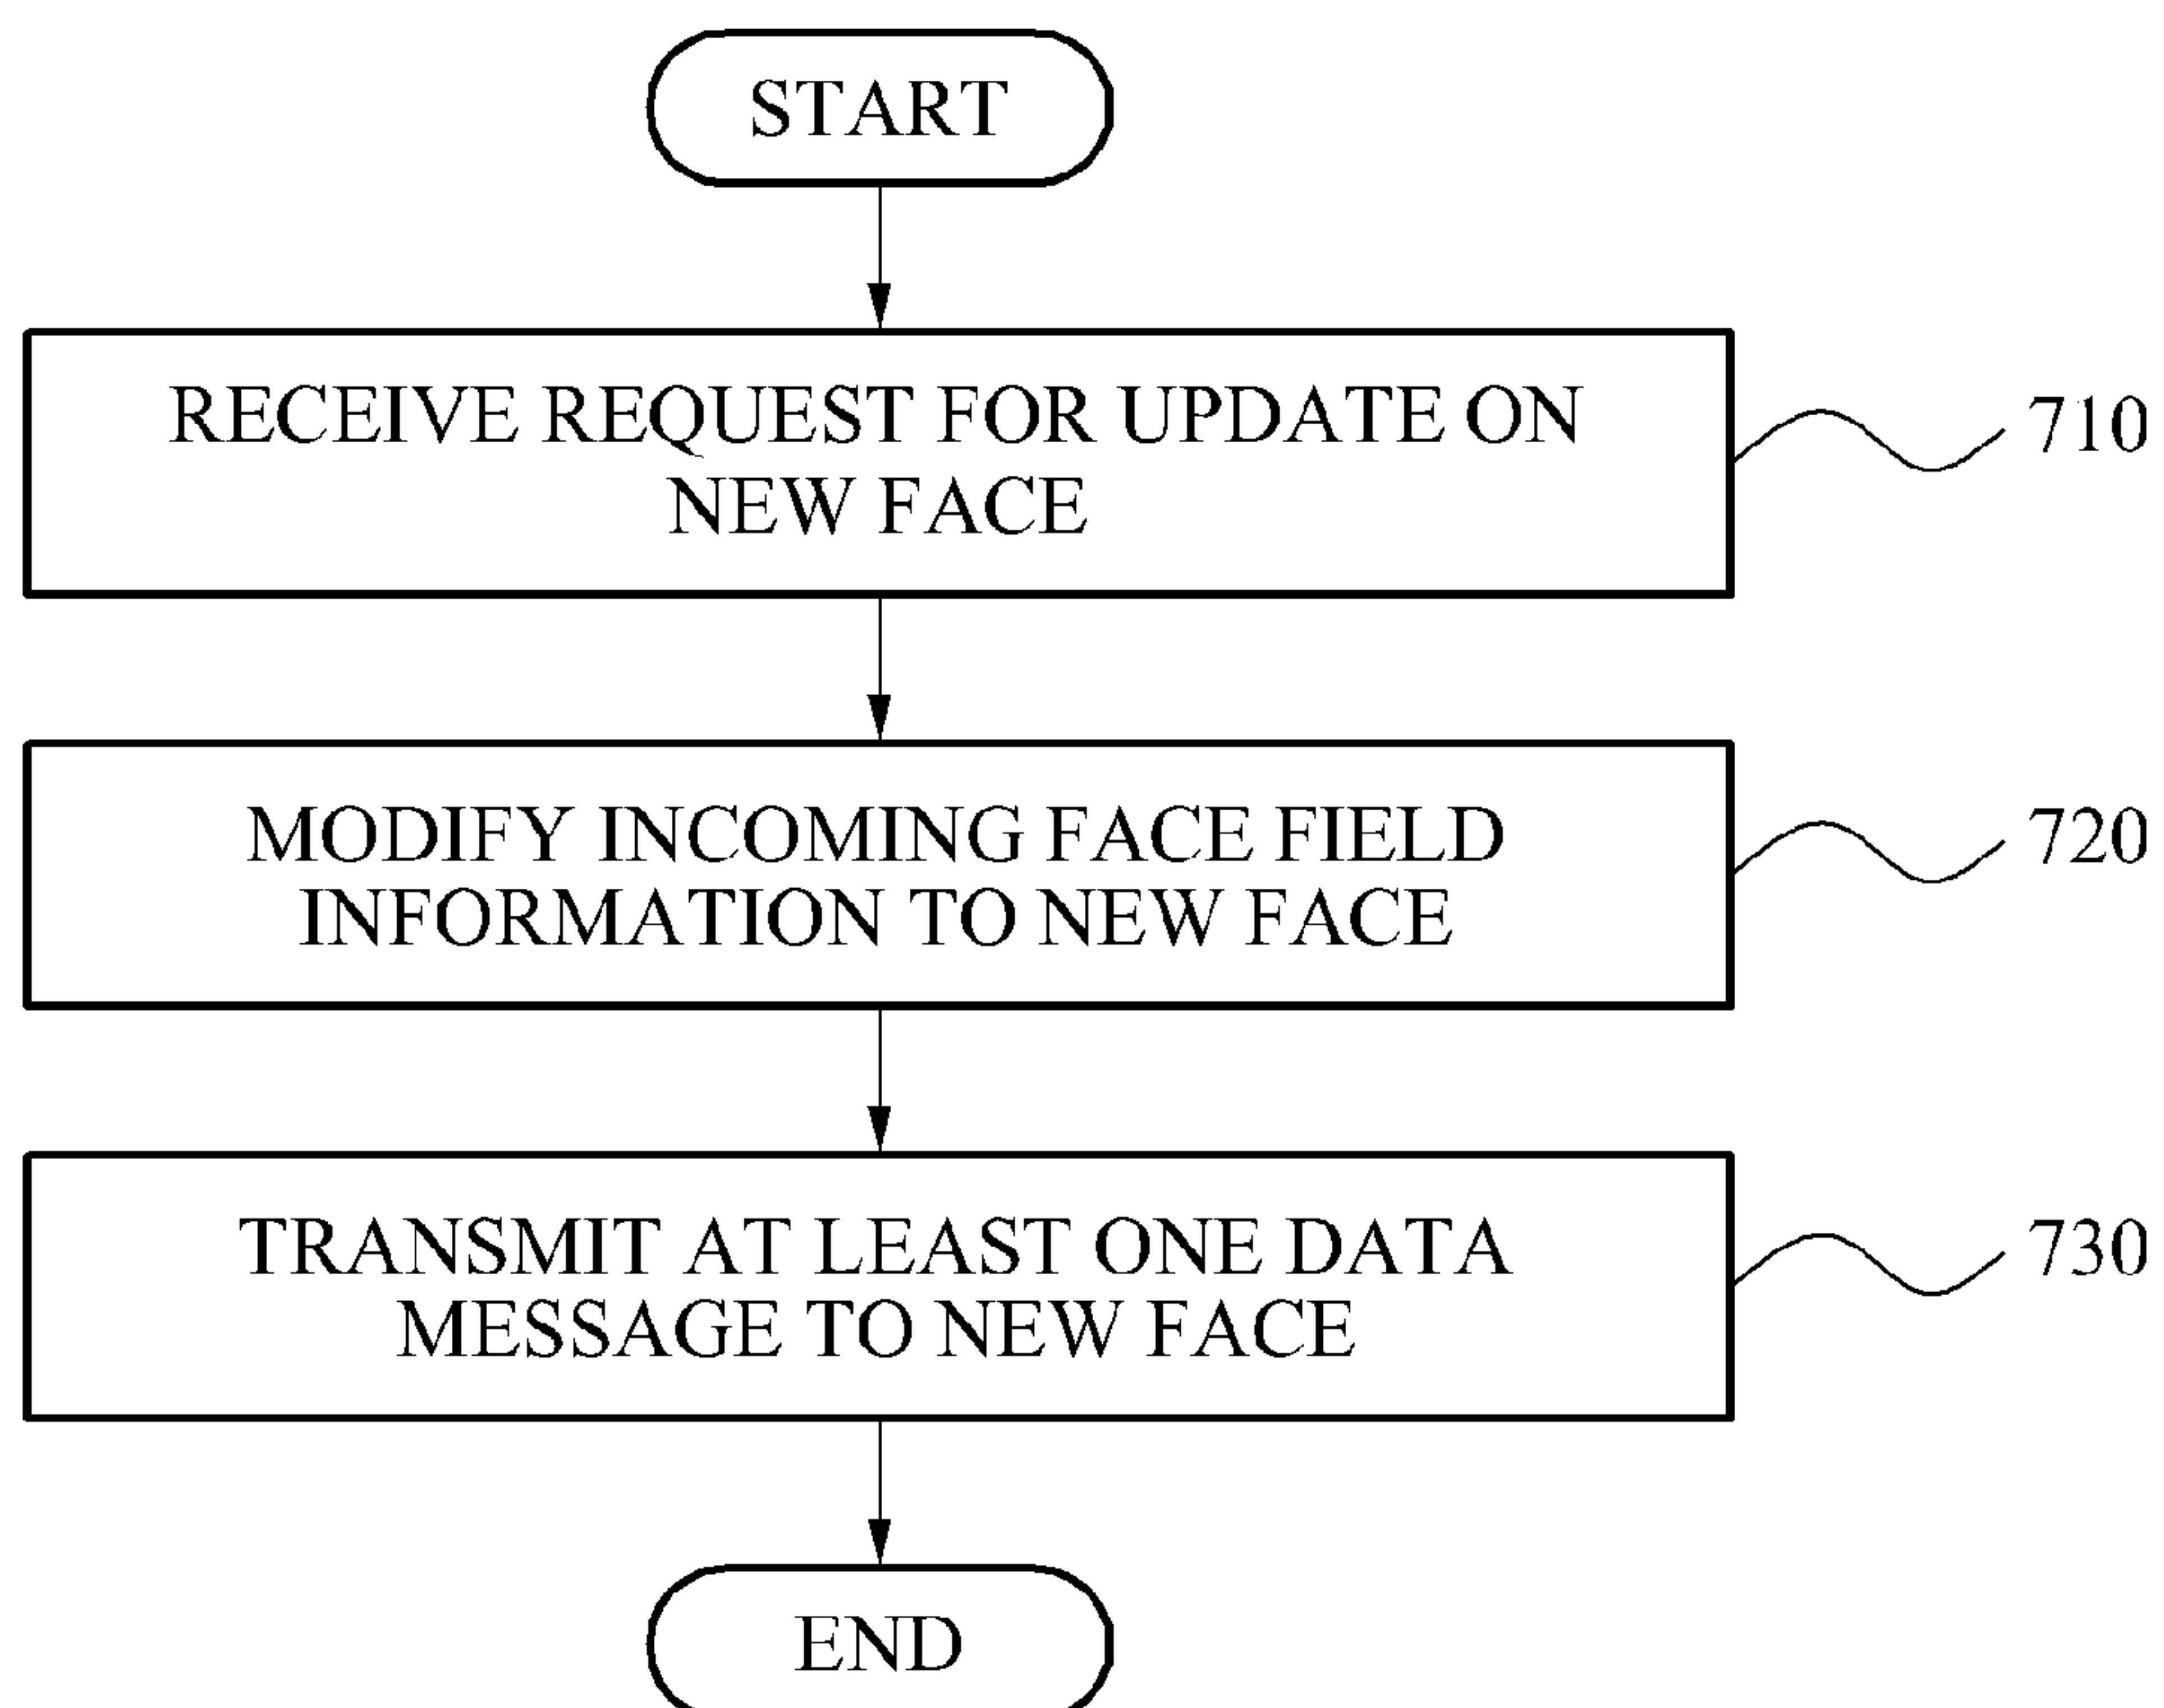 START
RECEIVE REQUEST FOR UPDATE ON
NEW FACE
710
MODIFY INCOMING FACE FIELD
INFORMATION TO NEW FACE
720
TRANSMIT AT LEAST ONE DATA
MESSAGE TO NEW FACE
730
END